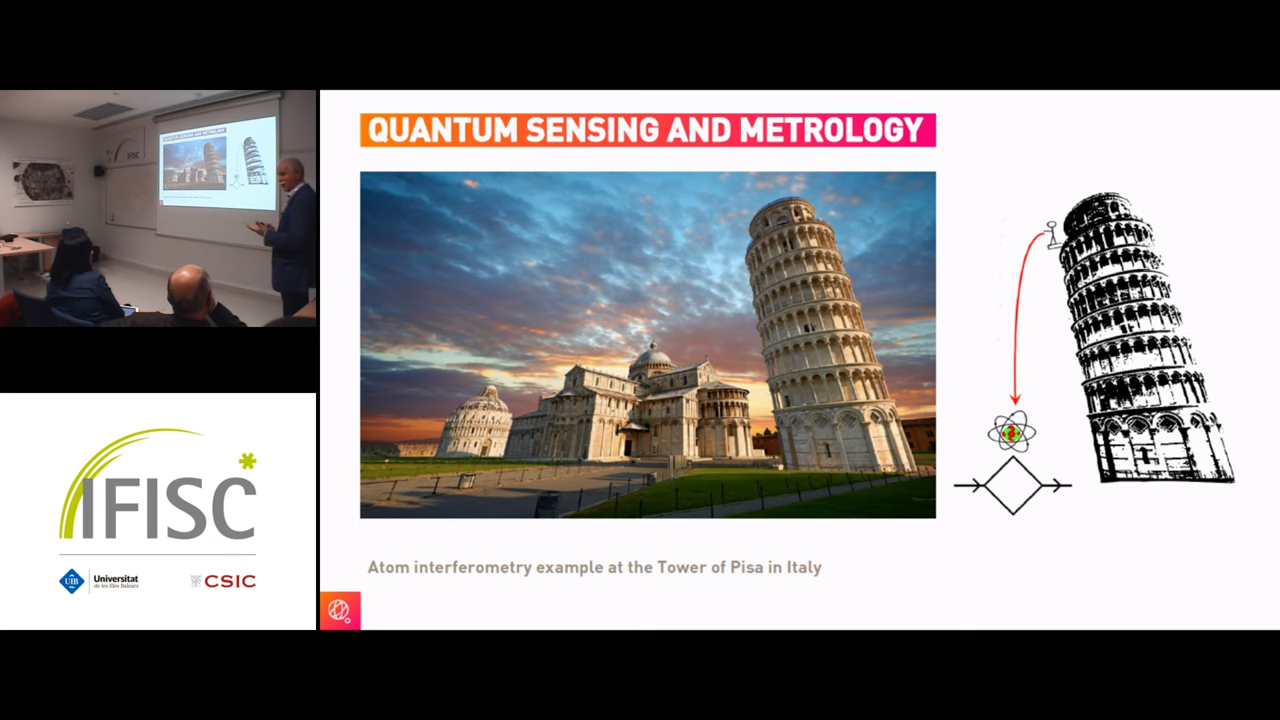 QUANTUM SENSING AND METROLOGY
Atom interferometry example at the Tower of Pisa in Italy
IFISC
UIB
Universitat
de les Illes Balears
CSIC